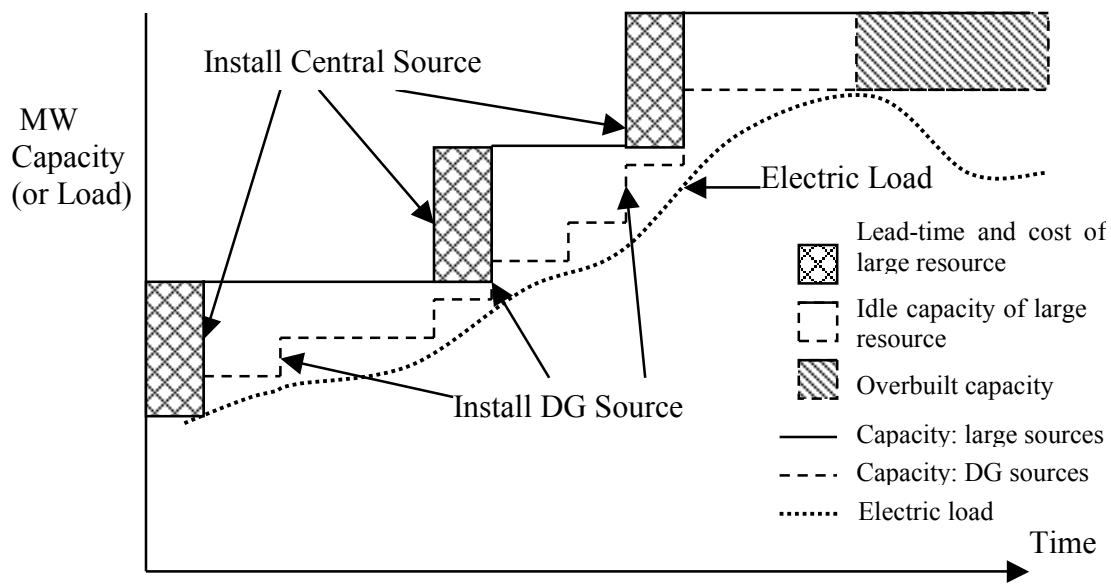 Install Central Source
MW
Capacity
(or Load)
Electric Load
Install DG Source
Lead-time and cost of
large resource
Idle capacity of large
resource
Overbuilt capacity
Capacity: large sources
Capacity: DG sources
Electric load
Time